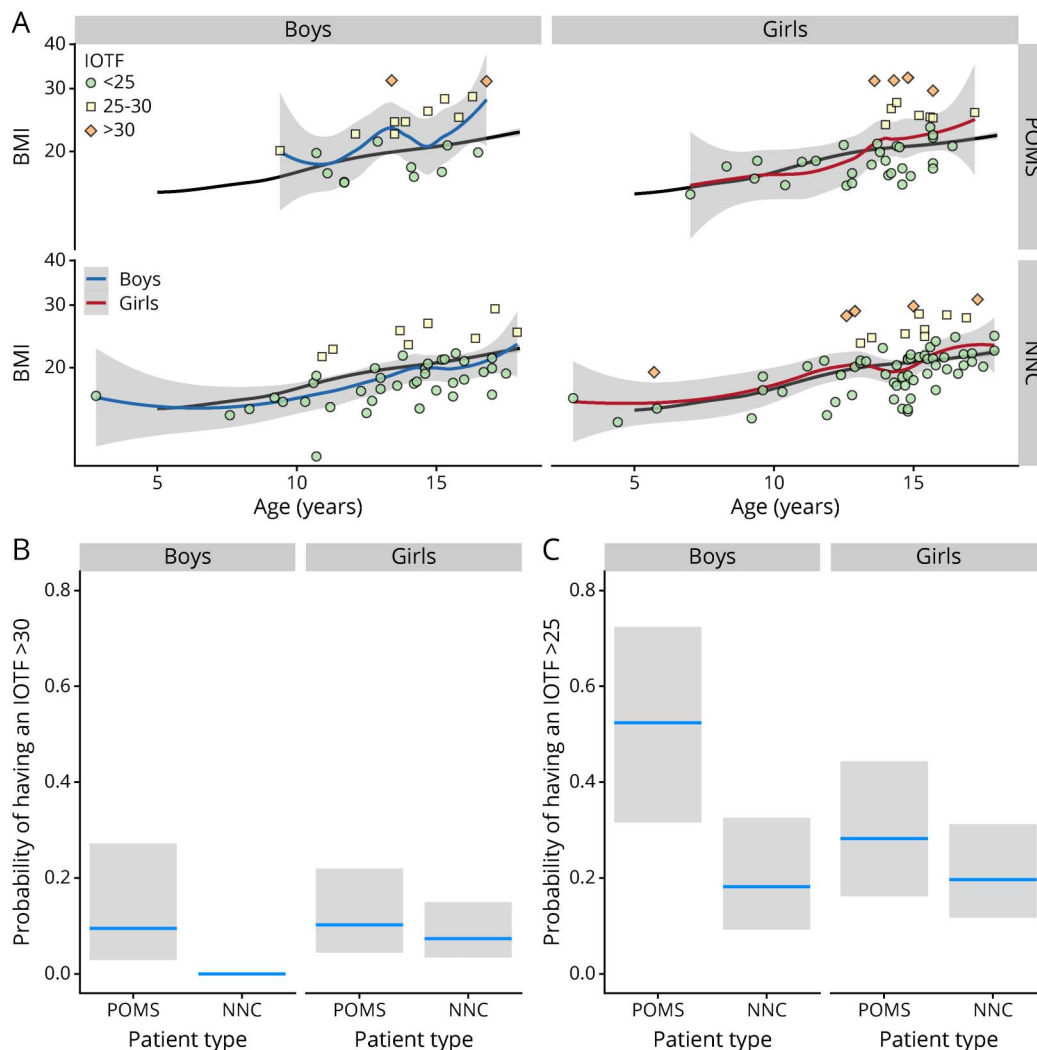 A
Boys
Girls
BMI
40
30
20
IOTF
<25
25-30
>30
POMS
BMI
40
30
20
Boys
Girls
NNC
5
10
15
5
10
15
Age (years)
Age (years)
B
Boys
Girls
Probability of having an IOTF >30
0.8
0.6
0.4
0.2
0.0
POMS
NNC
POMS
NNC
Patient type
Patient type
C
Boys
Girls
Probability of having an IOTF >25
0.8
0.6
0.4
0.2
0.0
POMS
NNC
POMS
NNC
Patient type
Patient type